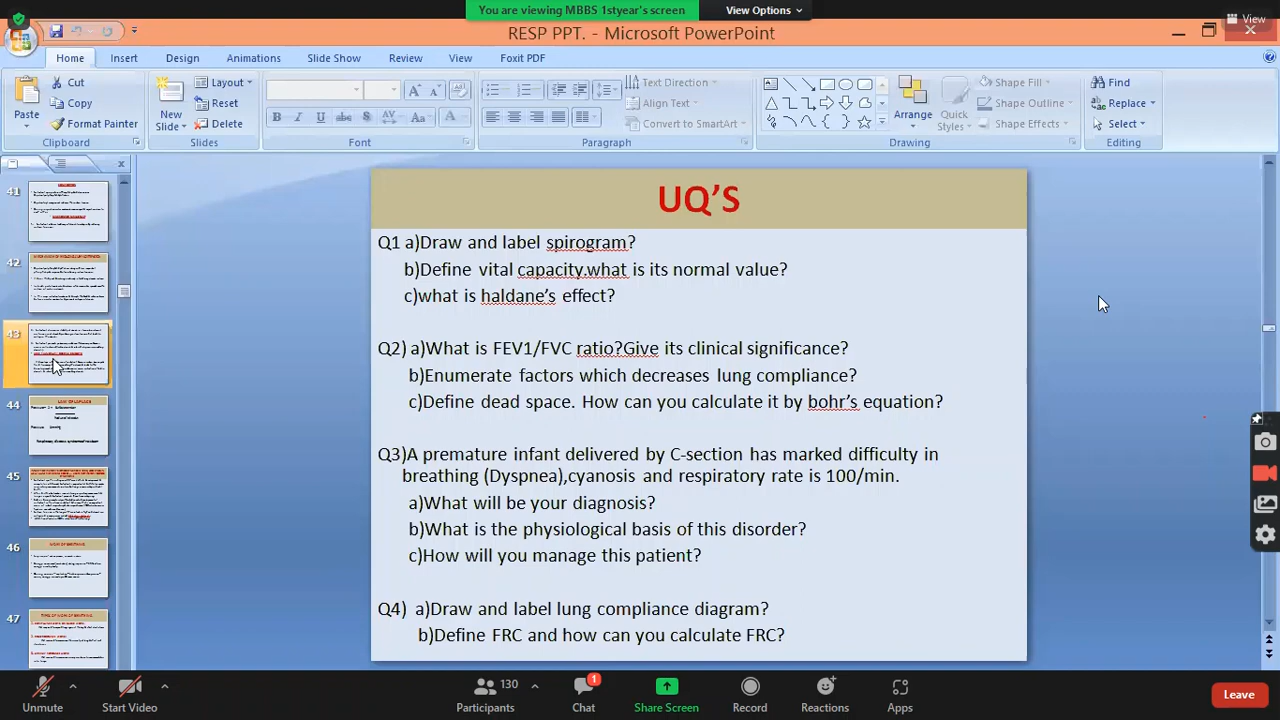 You are viewing MBBS 1styear's screen
View Options
View
RESP PPT. - Microsoft PowerPoint
Home
Insert
Design
Animations
Slide Show
Review
View
Foxit PDF
Paste
Cut
Copy
Format Painter
Clipboard
New Slide
Layout
Reset
Delete
Slides
Font
Text Direction
Align Text
Convert to SmartArt
Paragraph
Arrange
Quick Styles
Shape Fill
Shape Outline
Shape Effects
Drawing
Find
Replace
Select
Editing
41
42
43
44
45
46
47
LAW OF LAPLACE
WORK OF BREATHING
UQ'S
Q1 a)Draw and label spirogram?
b)Define vital capacity.what is its normal value?
c)what is haldane's effect?
Q2) a)What is FEV1/FVC ratio?Give its clinical significance?
b)Enumerate factors which decreases lung compliance?
c)Define dead space. How can you calculate it by bohr's equation?
Q3)A premature infant delivered by C-section has marked difficulty in
breathing (Dyspnea),cyanosis and respiratory rate is 100/min.
a)What will be your diagnosis?
b)What is the physiological basis of this disorder?
c)How will you manage this patient?
Q4) a)Draw and label lung compliance diagram?
b)Define FRC and how can you calculate FRC?
Unmute
Start Video
130
Participants
1
Chat
Share Screen
Record
Reactions
Apps
Leave